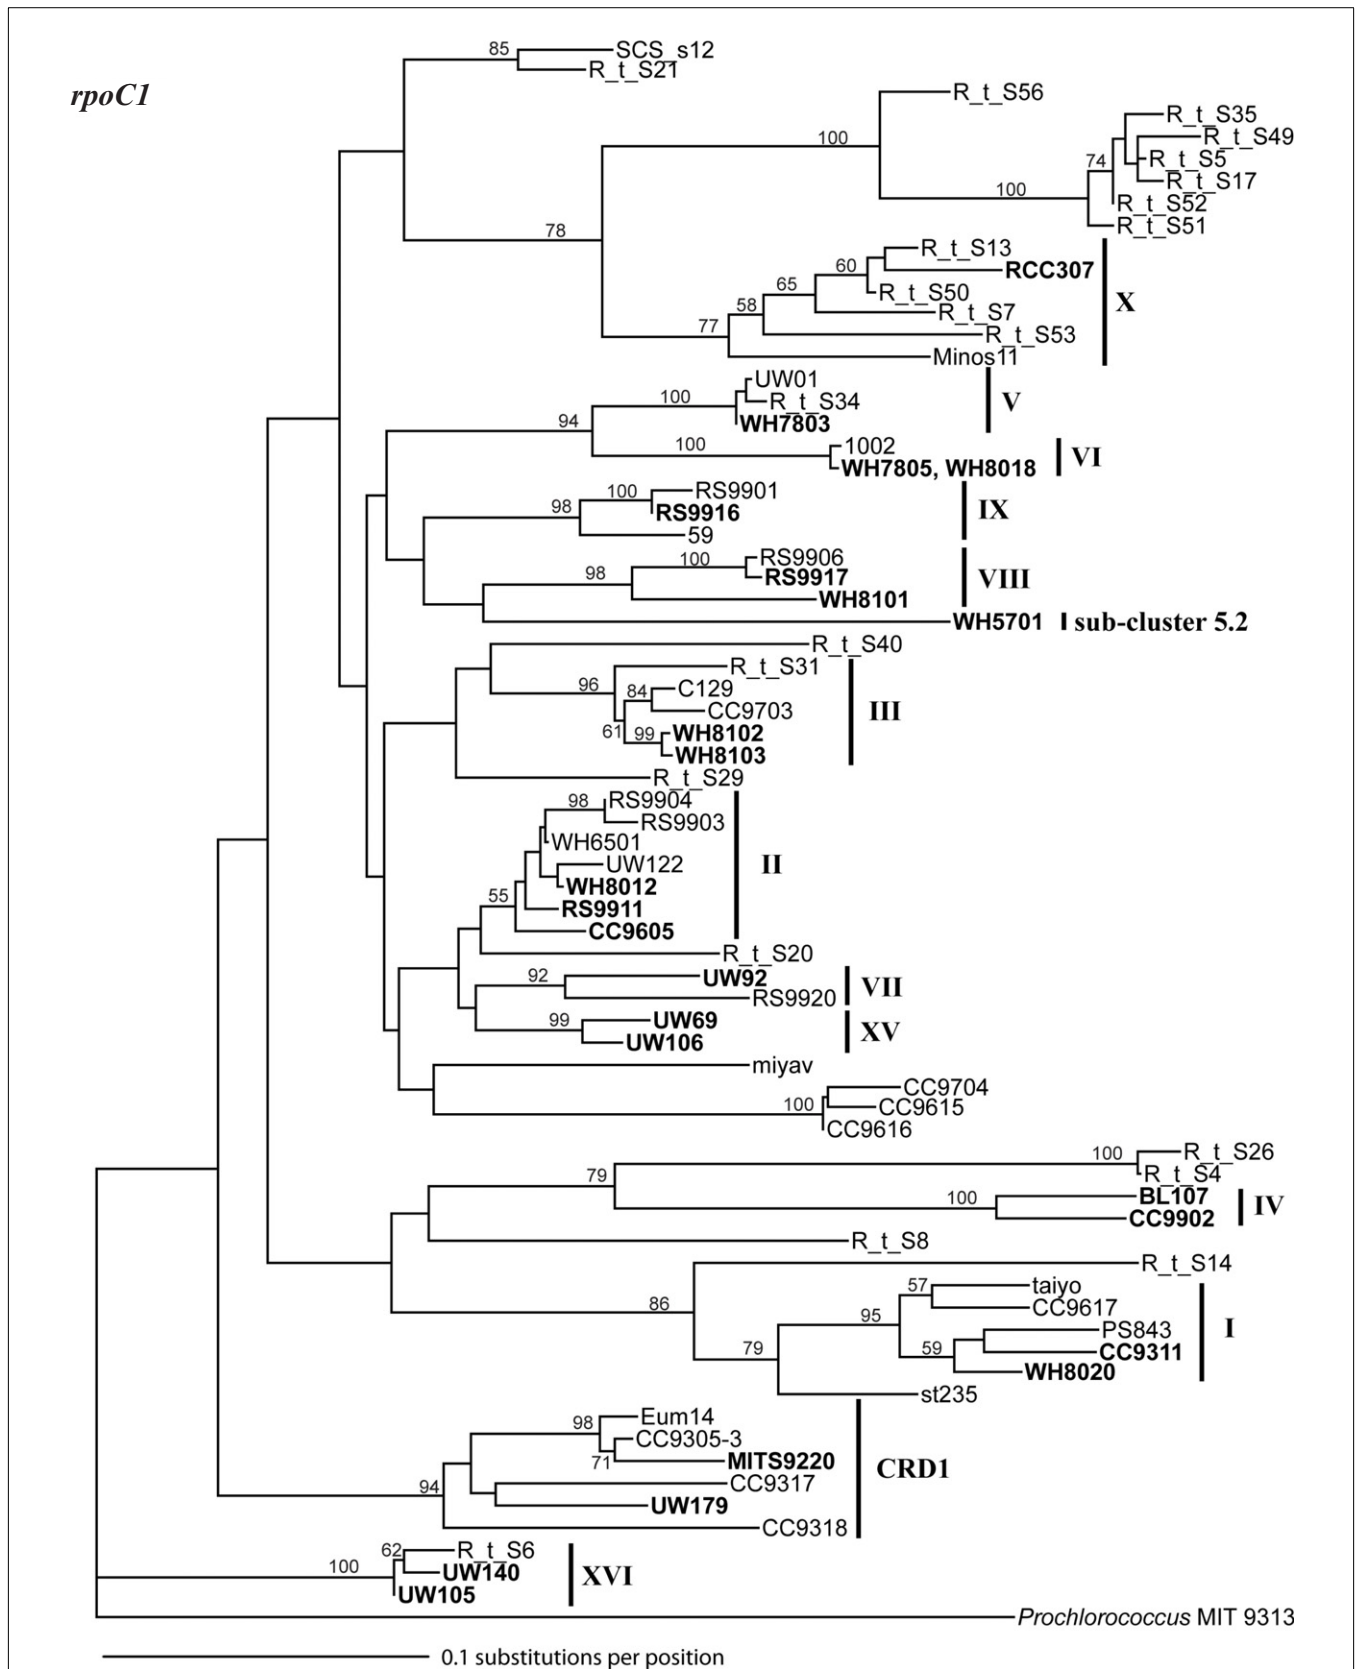 85
SCS_s12
R_t_S21
rpoC1
R_t_S56
100
R_t_S35
R_t_S49
74
R_t_S5
R_t_S17
100
R_t_S52
R_t_S51
78
R_t_S13
60
RCC307
65
R_t_S50
X
58
R_t_S7
77
R_t_S53
Minos11
UW01
100
R_t_S34
V
94
WH7803
100
1002
VI
WH7805, WH8018
100
RS9901
98
RS9916
IX
59
RS9906
100
98
RS9917
VIII
WH8101
WH5701
sub-cluster 5.2
R_t_S40
R_t_S31
96
84
C129
CC9703
III
61
99
WH8102
WH8103
R_t_S29
98
RS9904
RS9903
WH6501
UW122
II
WH8012
55
RS9911
CC9605
R_t_S20
92
UW92
VII
RS9920
99
UW69
XV
UW106
miyav
CC9704
100
CC9615
CC9616
100
R_t_S26
79
R_t_S4
100
BL107
IV
CC9902
R_t_S8
R_t_S14
57
taiyo
86
95
CC9617
PS843
I
79
59
CC9311
WH8020
st235
98
Eum14
CC9305-3
71
MITS9220
CRD1
94
CC9317
UW179
CC9318
62
R_t_S6
100
UW140
XVI
UW105
Prochlorococcus MIT 9313
0.1 substitutions per position